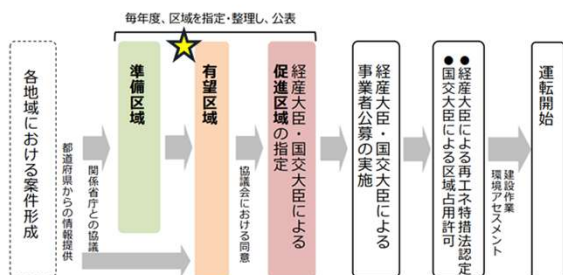 毎年度、区域を指定・整理し、公表
各地域における案件形成
都道府県からの情報提供
関係省庁との協議
準備区域
有望区域
協議会における同意
経産大臣・国交大臣による
促進区域の指定
経産大臣・国交大臣による
事業者公募の実施
●経産大臣による再エネ特措法認定
●国交大臣による区域占用許可
建設作業
環境アセスメント
運転開始